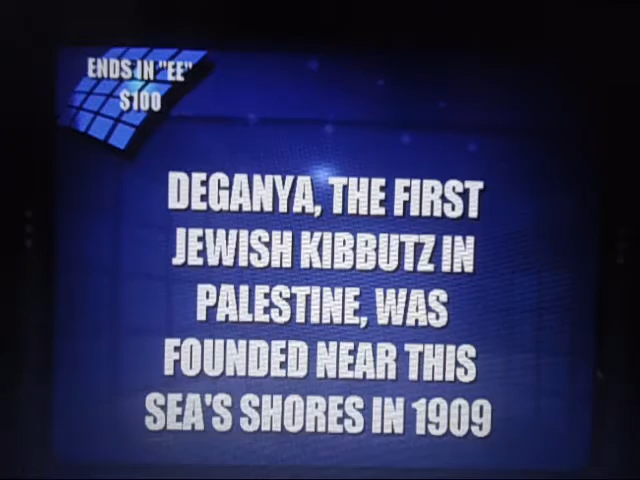 ENDS IN "EE"
$100
DEGANYA, THE FIRST
JEWISH KIBBUTZ IN
PALESTINE, WAS
FOUNDED NEAR THIS
SEA'S SHORES IN 1909